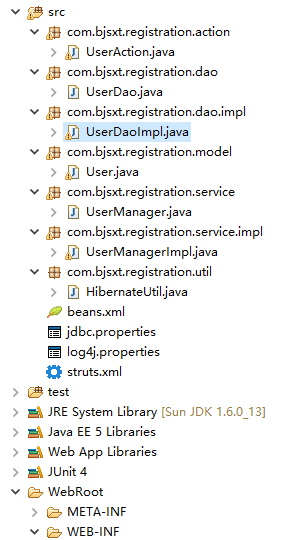 src
com.bjsxt.registration.action
UserAction.java
com.bjsxt.registration.dao
UserDao.java
com.bjsxt.registration.dao.impl
UserDaoImpl.java
com.bjsxt.registration.model
User.java
com.bjsxt.registration.service
UserManager.java
com.bjsxt.registration.service.impl
UserManagerImpl.java
com.bjsxt.registration.util
HibernateUtil.java
beans.xml
jdbc.properties
log4j.properties
struts.xml
test
JRE System Library [Sun JDK 1.6.0_13]
Java EE 5 Libraries
Web App Libraries
JUnit 4
WebRoot
META-INF
WEB-INF